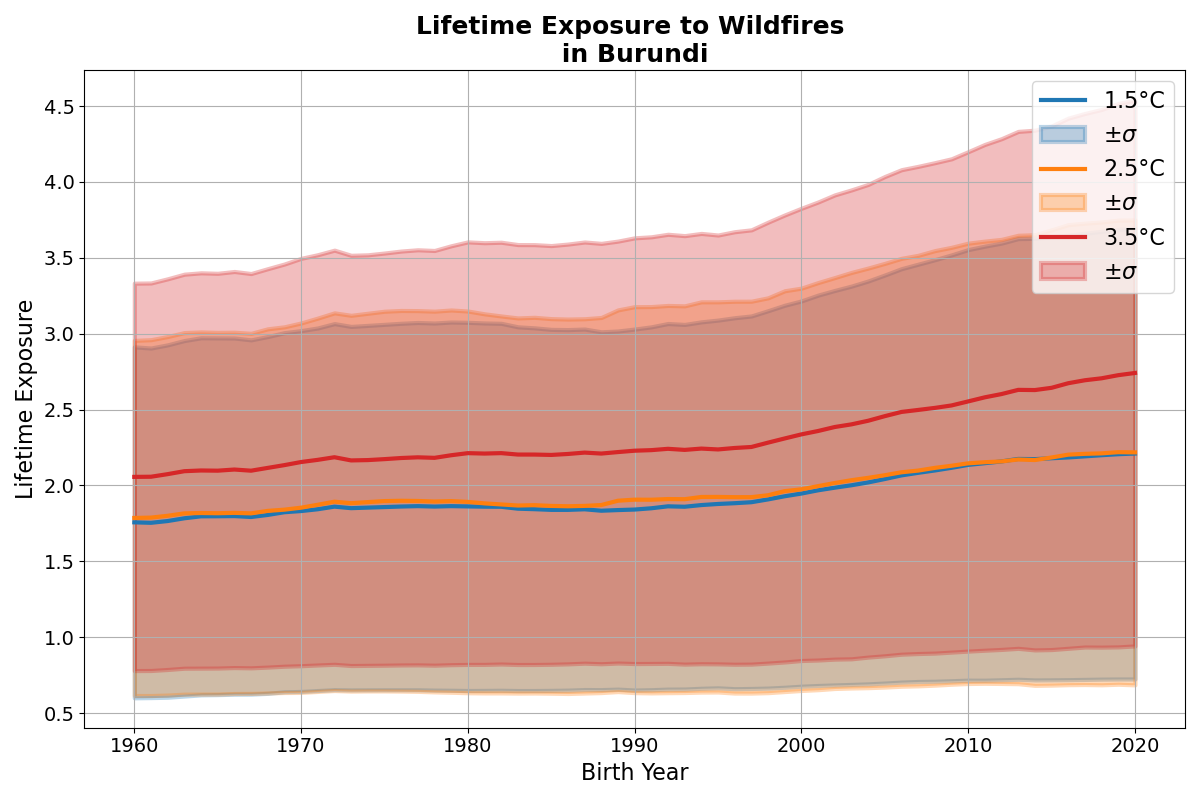 Lifetime Exposure to Wildfires
in Burundi
Lifetime Exposure
4.5
4.0
3.5
3.0
2.5
2.0
1.5
1.0
0.5
1.5°C
±σ
2.5°C
±σ
3.5°C
±σ
1960 1970 1980 1990 2000 2010 2020
Birth Year